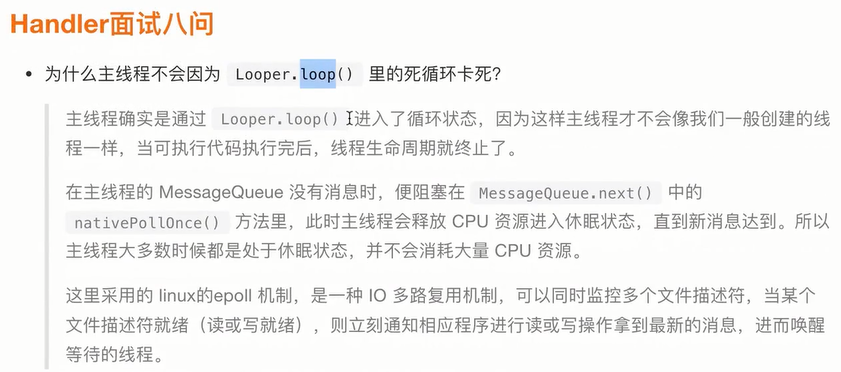 Handler面试八问
• 为什么主线程不会因为 Looper.loop() 里的死循环卡死？
主线程确实是通过 Looper.loop() 进入了循环状态，因为这样主线程才不会像我们一般创建的线
程一样，当可执行代码执行完后，线程生命周期就终止了。
在主线程的 MessageQueue 没有消息时，便阻塞在 MessageQueue.next() 中的
nativePollOnce() 方法里，此时主线程会释放 CPU 资源进入休眠状态，直到新消息达到。所以
主线程大多数时候都是处于休眠状态，并不会消耗大量 CPU 资源。
这里采用的 linux的epoll 机制，是一种 IO 多路复用机制，可以同时监控多个文件描述符，当某个
文件描述符就绪（读或写就绪），则立刻通知相应程序进行读或写操作拿到最新的消息，进而唤醒
等待的线程。